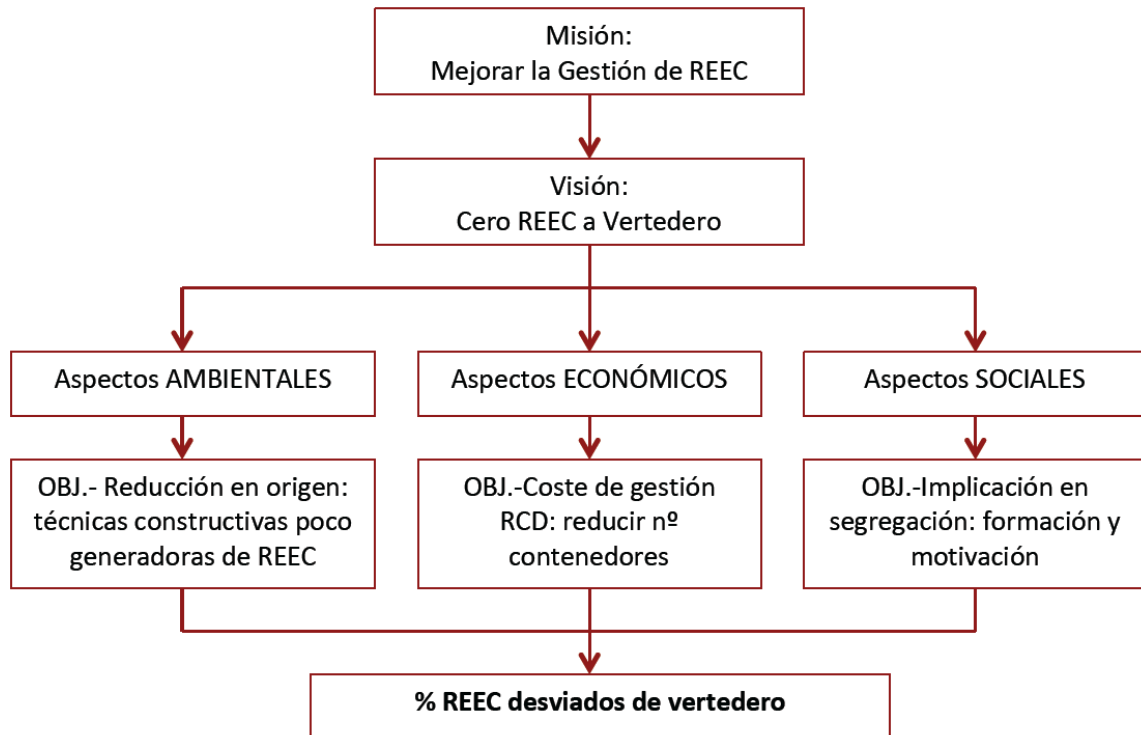 Misión:
Mejorar la Gestión de REEC
Visión:
Cero REEC a Vertedero
Aspectos AMBIENTALES
Aspectos ECONÓMICOS
Aspectos SOCIALES
OBJ.- Reducción en origen:
técnicas constructivas poco
generadoras de REEC
OBJ.-Coste de gestión
RCD: reducir nº
contenedores
OBJ.-Implicación en
segregación: formación y
motivación
% REEC desviados de vertedero